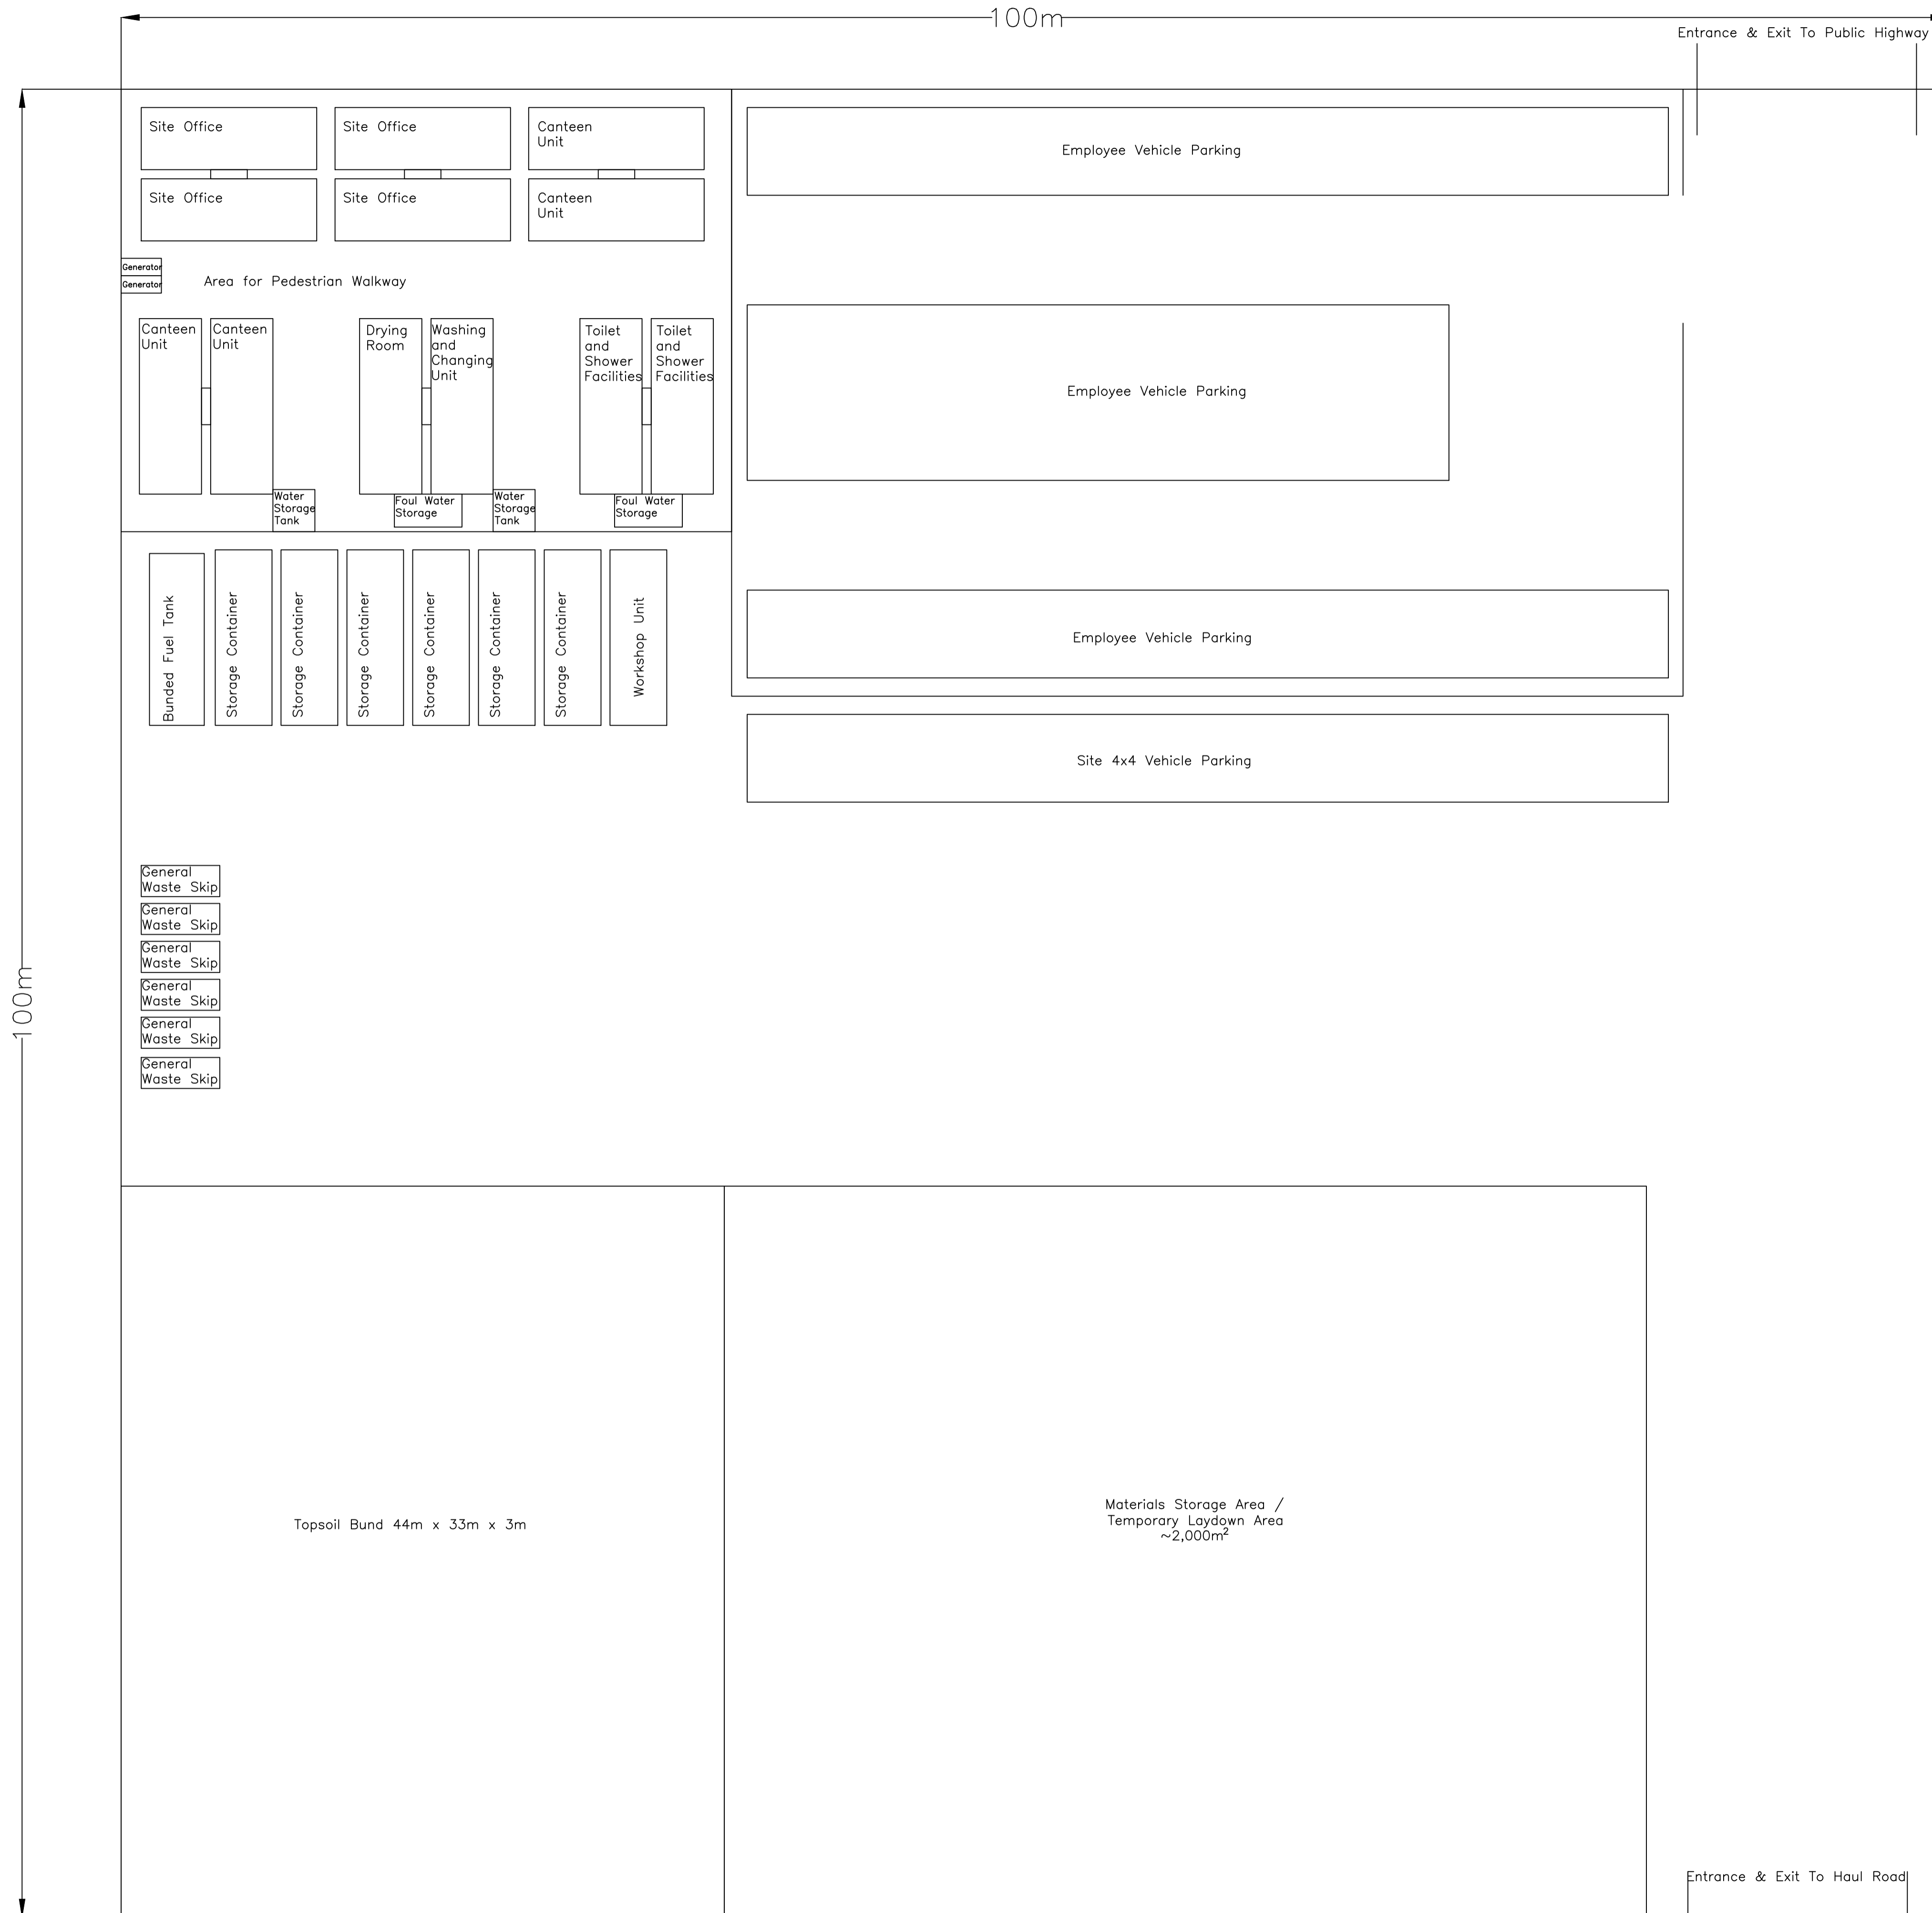 100m
Entrance & Exit To Public Highway
Site Office
Site Office
Canteen
Unit
Employee Vehicle Parking
Site Office
Site Office
Canteen
Unit
Generator
Generator
Area for Pedestrian Walkway
Canteen
Unit
Canteen
Unit
Drying
Room
Washing
and
Changing
Unit
Toilet
and
Shower
Facilities
Toilet
and
Shower
Facilities
Employee Vehicle Parking
Water
Storage
Tank
Foul Water
Storage
Water
Storage
Tank
Foul Water
Storage
Bunded Fuel Tank
Storage Container
Storage Container
Storage Container
Storage Container
Storage Container
Storage Container
Workshop Unit
Employee Vehicle Parking
Site 4x4 Vehicle Parking
General
Waste Skip
General
Waste Skip
General
Waste Skip
General
Waste Skip
General
Waste Skip
General
Waste Skip
100m
Topsoil Bund 44m x 33m x 3m
Materials Storage Area /
Temporary Laydown Area
~2,000m²
Entrance & Exit To Haul Road